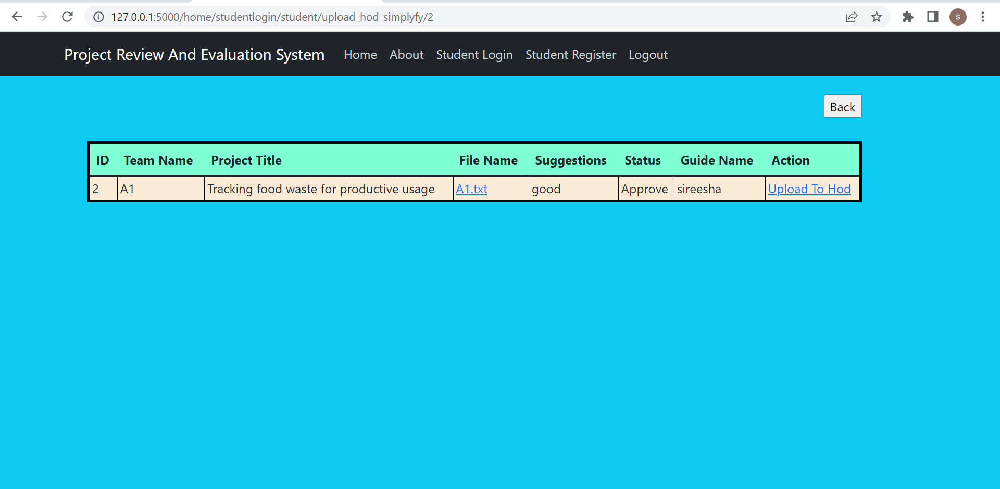 127.0.0.1:5000/home/studentlogin/student/upload_hod_simplyfy/2
S
Project Review And Evaluation System Home About Student Login Student Register Logout
Back
ID Team Name Project Title File Name Suggestions Status Guide Name Action
2 A1 Tracking food waste for productive usage A1.txt good Approve sireesha Upload To Hod